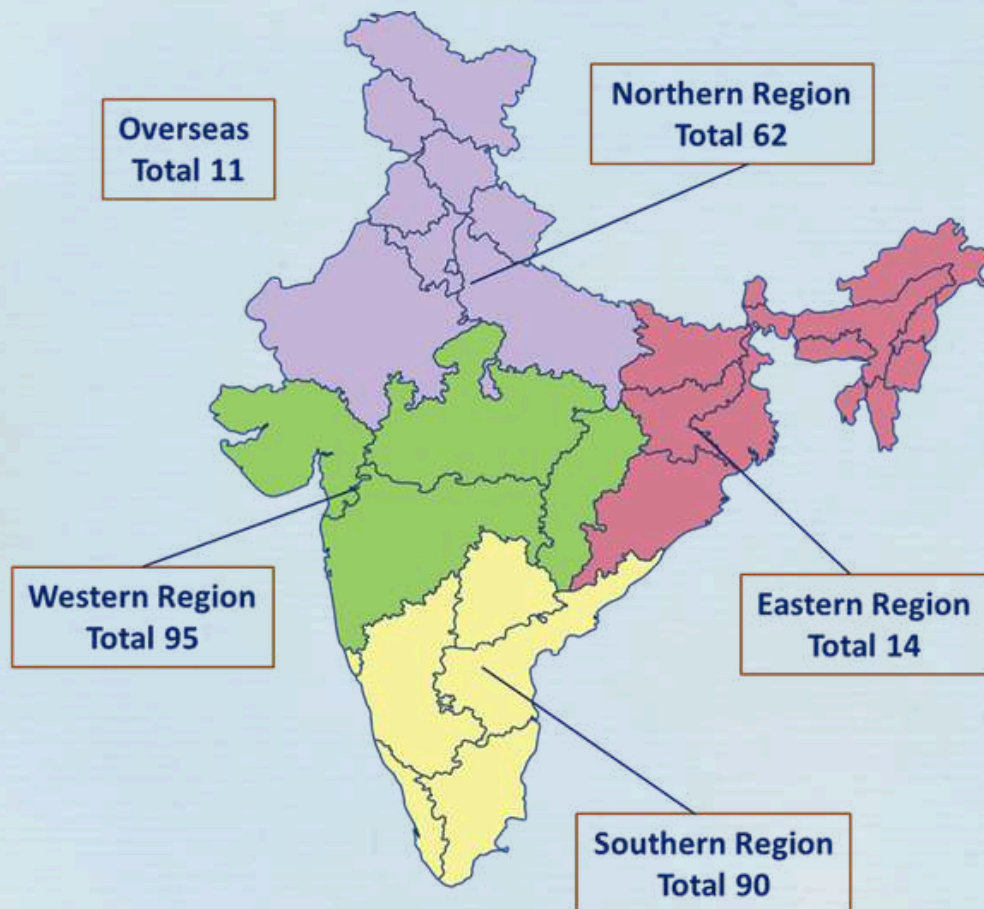 Overseas
Total 11
Northern Region
Total 62
Western Region
Total 95
Eastern Region
Total 14
Southern Region
Total 90